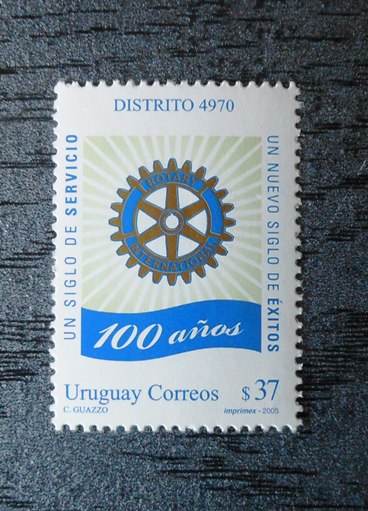 DISTRITO 4970
UN SIGLO DE SERVICIO
UN NUEVO SIGLO DE ÉXITOS
ROTARY
INTERNATIONAL
100 años
Uruguay Correos
$ 37
C. GUAZZO
imprimex - 2005